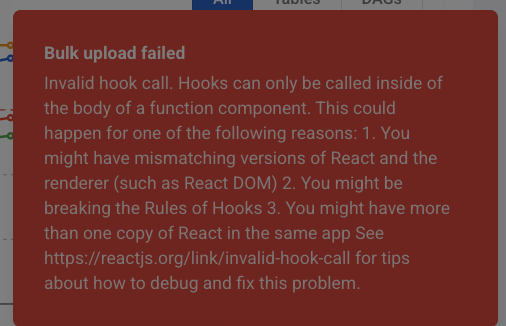 All Tables DAGs
Bulk upload failed
Invalid hook call. Hooks can only be called inside of
the body of a function component. This could
happen for one of the following reasons: 1. You
might have mismatching versions of React and the
renderer (such as React DOM) 2. You might be
breaking the Rules of Hooks 3. You might have more
than one copy of React in the same app See
https://reactjs.org/link/invalid-hook-call for tips
about how to debug and fix this problem.